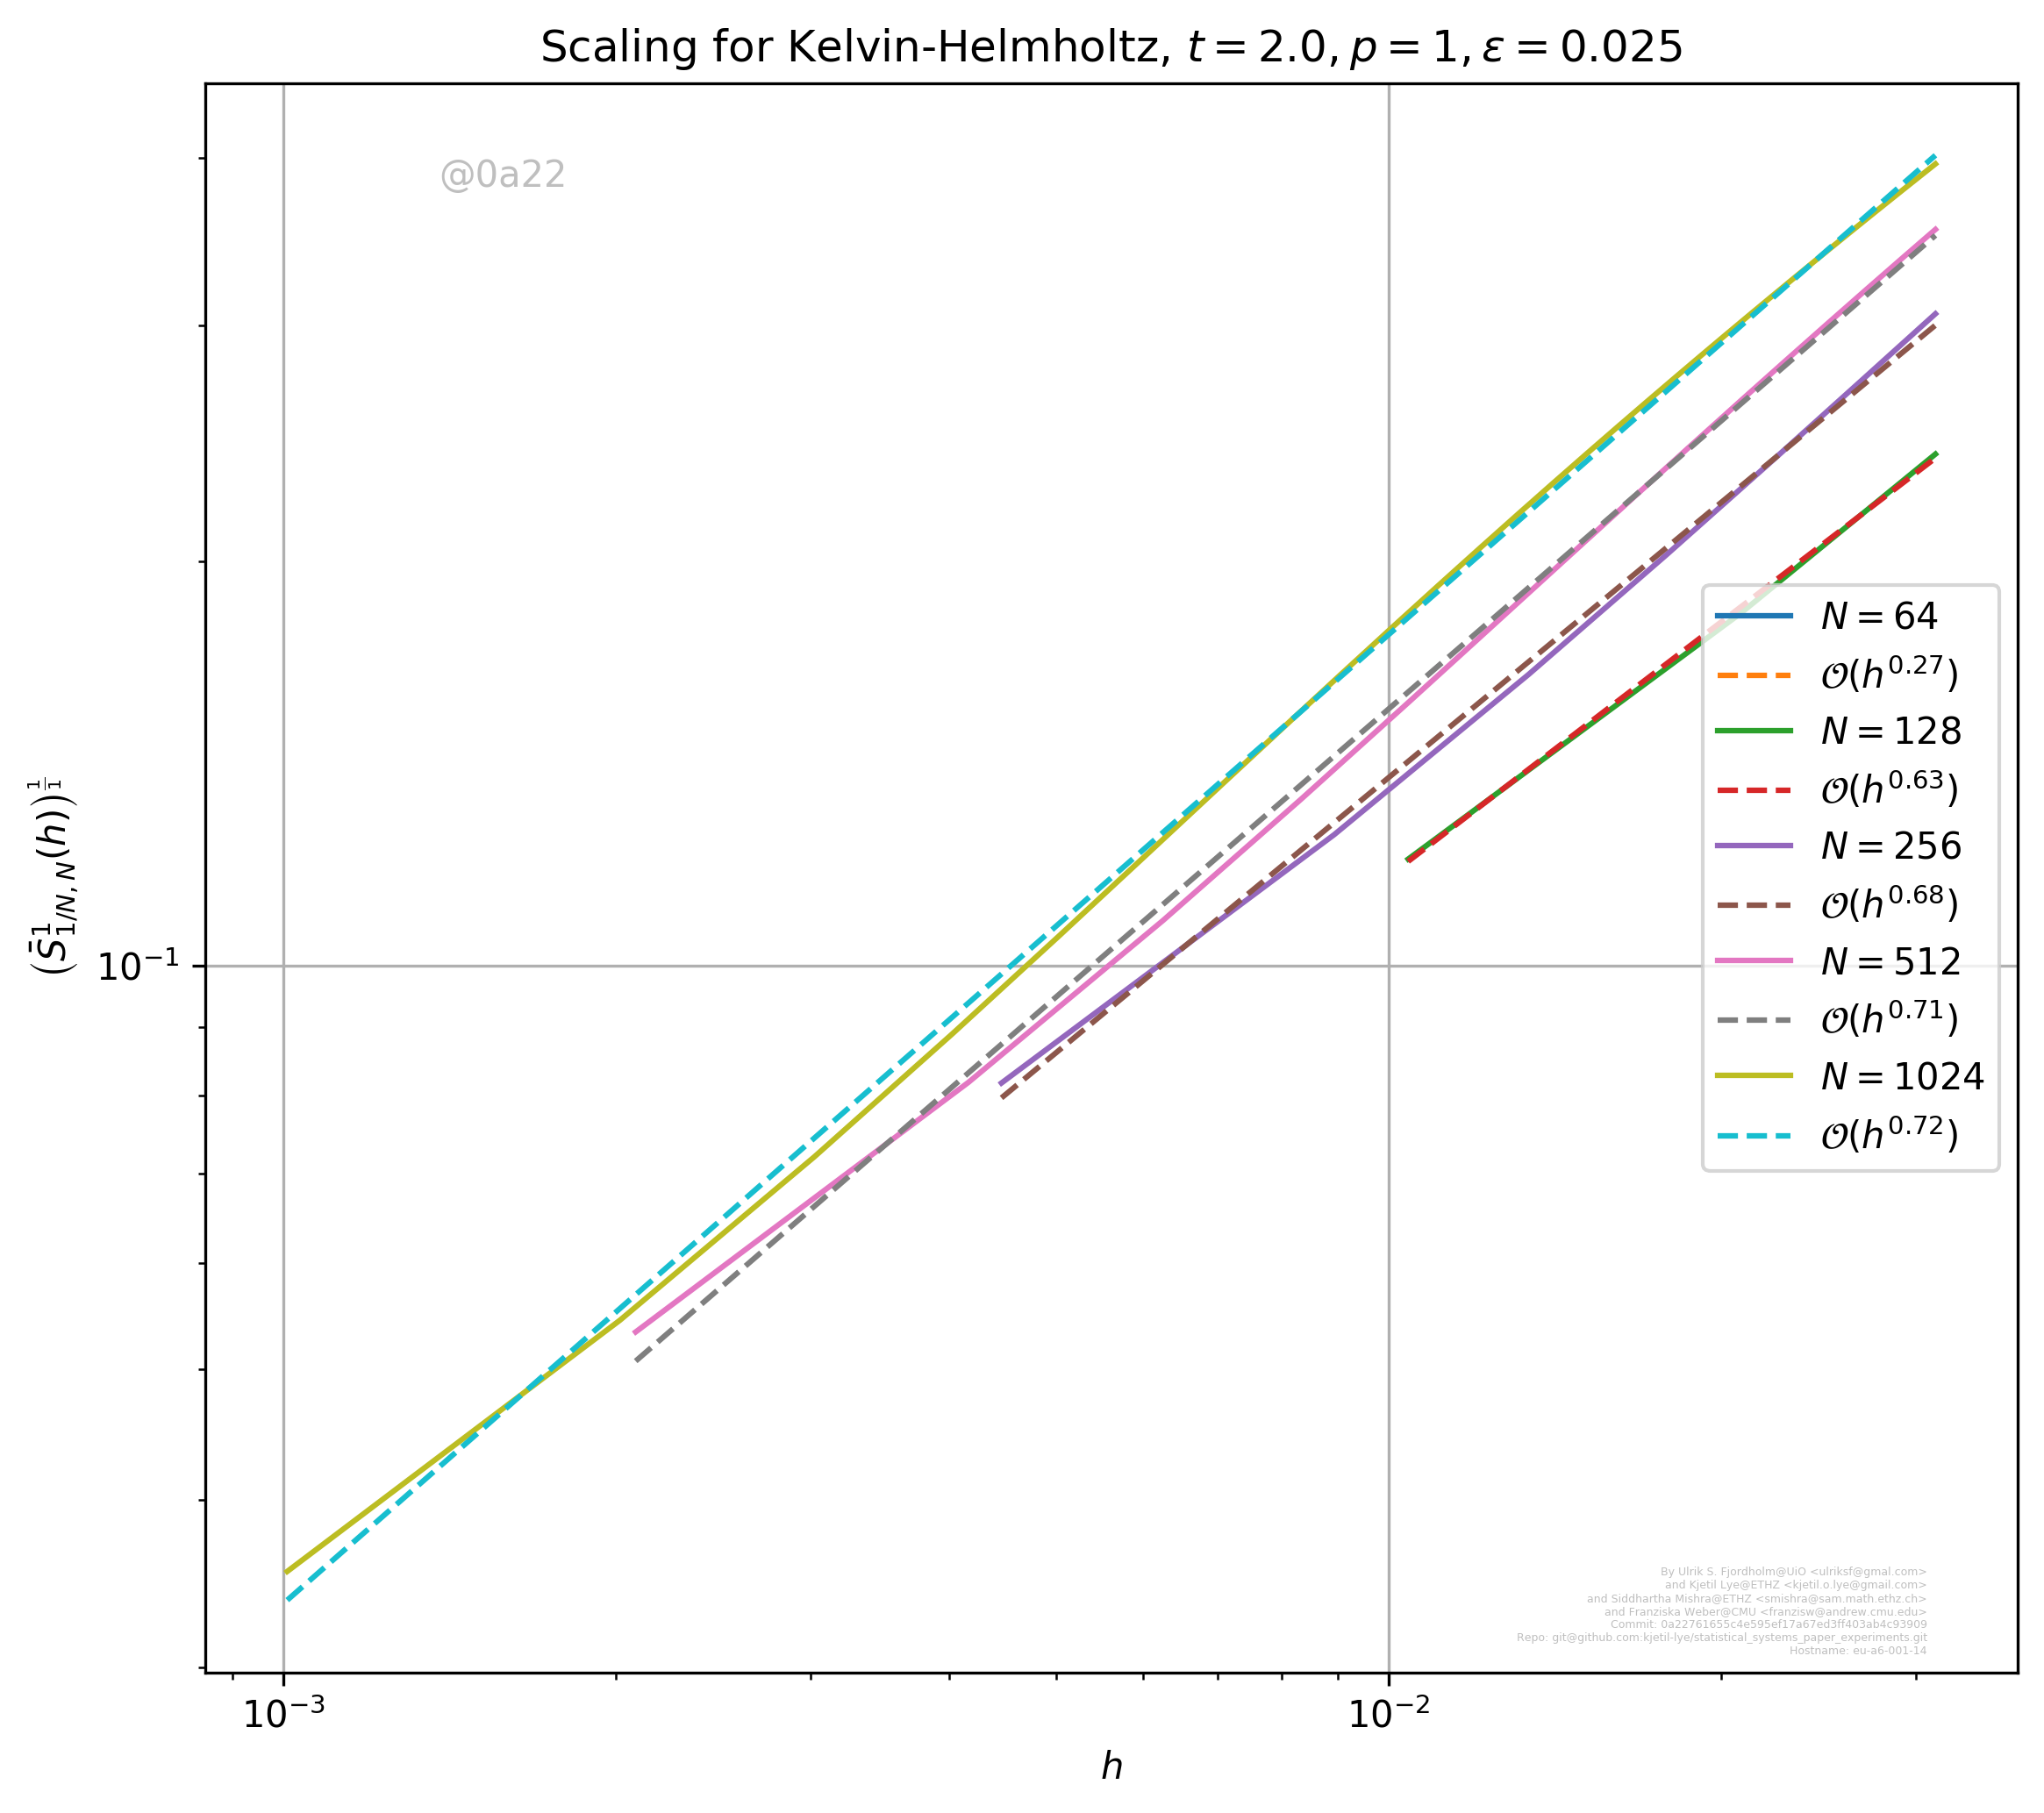 Scaling for Kelvin-Helmholtz, t = 2.0, p = 1, ε = 0.025
@0a22
(S̄¹₁/N, N(h))^(1/1)
10⁻¹
N = 64
𝒪(h^0.27)
N = 128
𝒪(h^0.63)
N = 256
𝒪(h^0.68)
N = 512
𝒪(h^0.71)
N = 1024
𝒪(h^0.72)
By Ulrik S. Fjordholm@UiO <ulriksf@gmal.com>
and Kjetil Lye@ETHZ <kjetil.o.lye@gmail.com>
and Siddhartha Mishra@ETHZ <smishra@sam.math.ethz.ch>
and Franziska Weber@CMU <franzisw@andrew.cmu.edu>
Commit: 0a22761655c4e595ef17a67ed3ff403ab4c93909
Repo: git@github.com:kjetil-lye/statistical_systems_paper_experiments.git
Hostname: eu-a6-001-14
10⁻³ 10⁻²
h